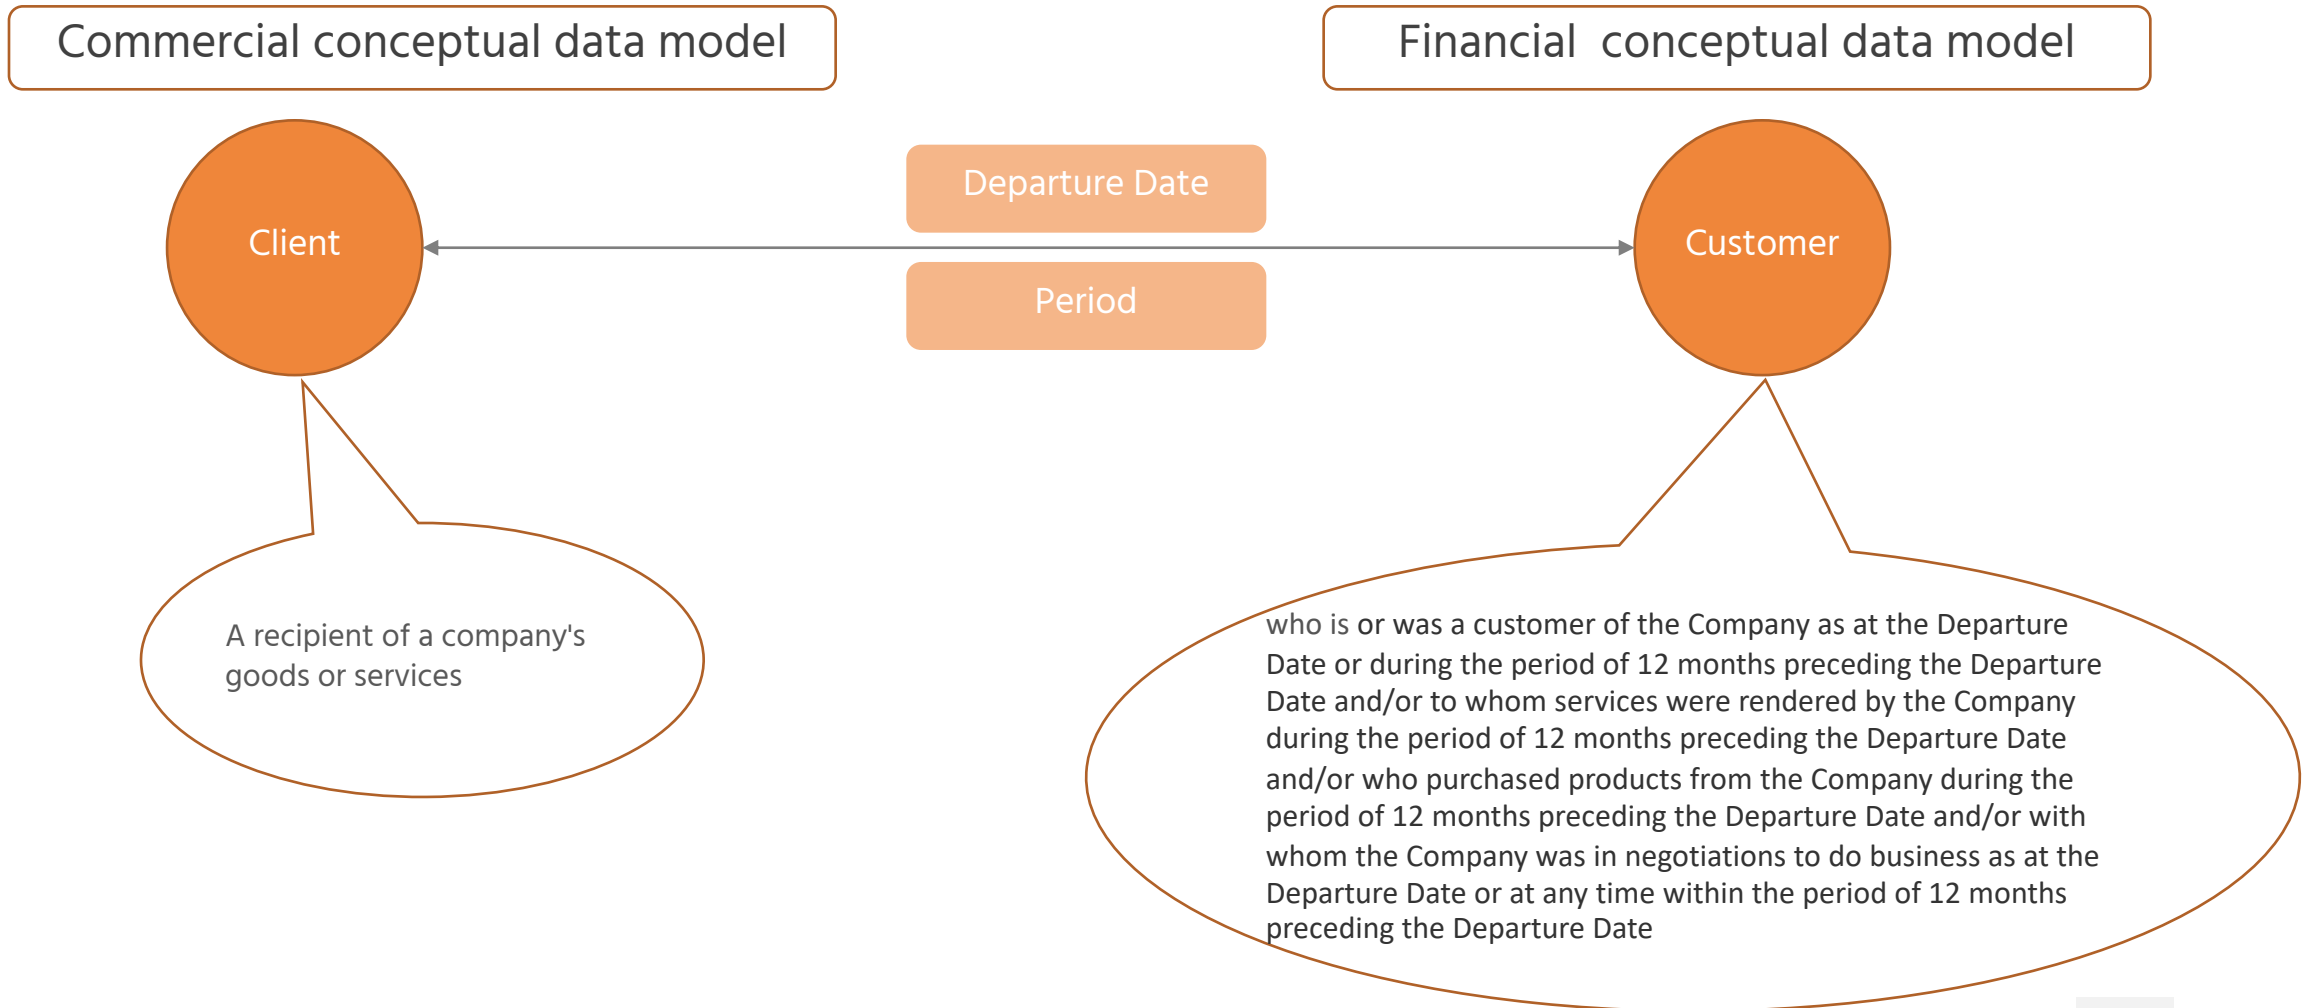 Commercial conceptual data model
Financial conceptual data model
Departure Date
Client
Customer
Period
A recipient of a company's
goods or services
who is or was a customer of the Company as at the Departure
Date or during the period of 12 months preceding the Departure
Date and/or to whom services were rendered by the Company
during the period of 12 months preceding the Departure Date
and/or who purchased products from the Company during the
period of 12 months preceding the Departure Date and/or with
whom the Company was in negotiations to do business as at the
Departure Date or at any time within the period of 12 months
preceding the Departure Date